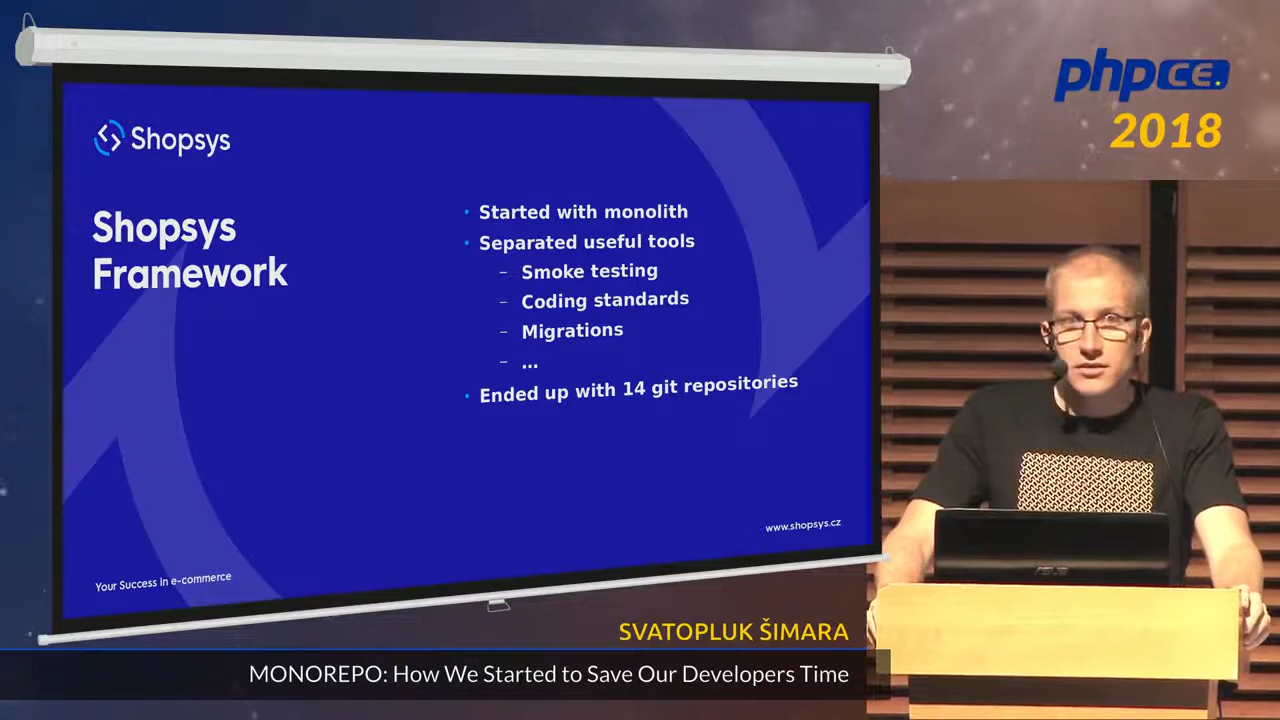 phpCE.
2018
Shopsys
Shopsys
Framework
• Started with monolith
• Separated useful tools
– Smoke testing
– Coding standards
– Migrations
– ...
• Ended up with 14 git repositories
www.shopsys.cz
Your Success in e-commerce
ASUS
SVATOPLUK ŠIMARA
MONOREPO: How We Started to Save Our Developers Time